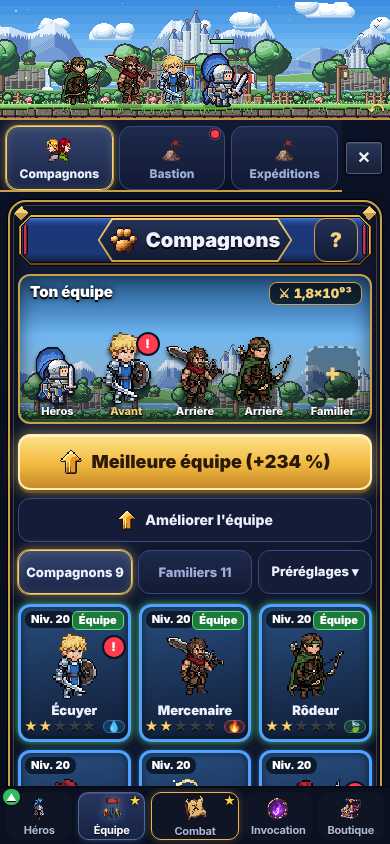 Compagnons
Bastion
Expéditions
×
Compagnons
?
Ton équipe
1,8×10⁹³
!
Héros
Avant
Arrière
Arrière
Familier
+
Meilleure équipe (+234 %)
Améliorer l'équipe
Compagnons 9
Familiers 11
Préréglages ▾
Niv. 20 Équipe
Niv. 20 Équipe
Niv. 20 Équipe
!
Écuyer
Mercenaire
Rôdeur
Niv. 20
Niv. 20
Niv. 20
Héros
Équipe
Combat
Invocation
Boutique